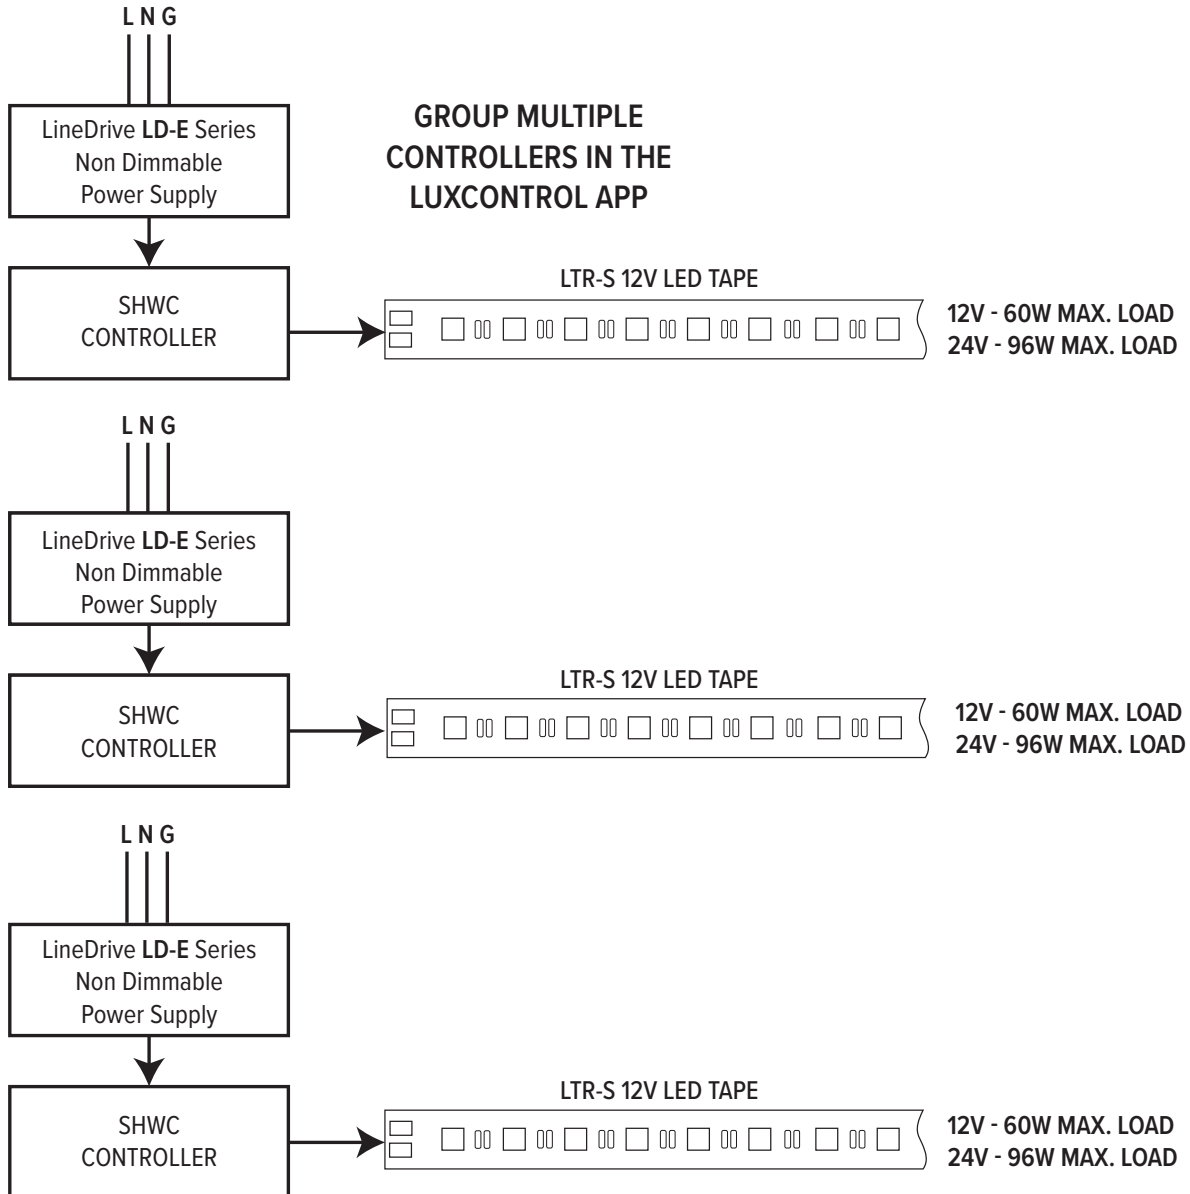 L N G
LineDrive LD-E Series
Non Dimmable
Power Supply
GROUP MULTIPLE
CONTROLLERS IN THE
LUXCONTROL APP
SHWC
CONTROLLER
LTR-S 12V LED TAPE
12V - 60W MAX. LOAD
24V - 96W MAX. LOAD
L N G
LineDrive LD-E Series
Non Dimmable
Power Supply
SHWC
CONTROLLER
LTR-S 12V LED TAPE
12V - 60W MAX. LOAD
24V - 96W MAX. LOAD
L N G
LineDrive LD-E Series
Non Dimmable
Power Supply
SHWC
CONTROLLER
LTR-S 12V LED TAPE
12V - 60W MAX. LOAD
24V - 96W MAX. LOAD